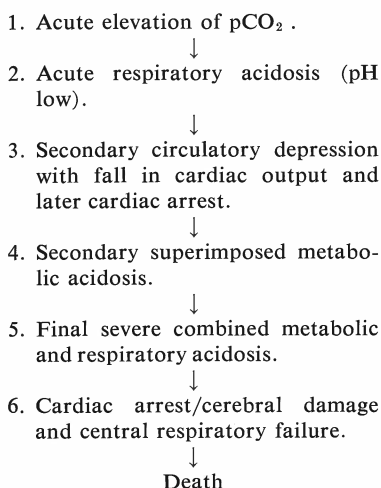 1. Acute elevation of pCO₂ .
↓
2. Acute respiratory acidosis (pH
low).
↓
3. Secondary circulatory depression
with fall in cardiac output and
later cardiac arrest.
↓
4. Secondary superimposed metabo-
lic acidosis.
↓
5. Final severe combined metabolic
and respiratory acidosis.
↓
6. Cardiac arrest/cerebral damage
and central respiratory failure.
↓
Death